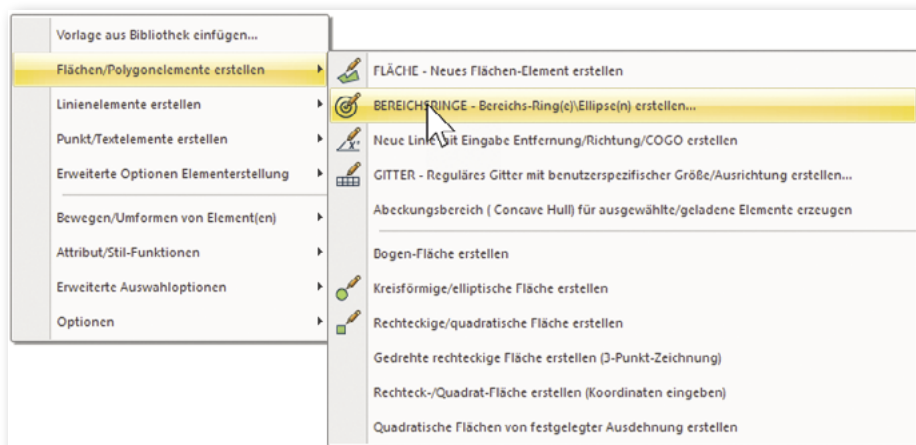 Vorlage aus Bibliothek einfügen...
Flächen/Polygonelemente erstellen
Linienelemente erstellen
Punkt/Textelemente erstellen
Erweiterte Optionen Elementerstellung
Bewegen/Umformen von Element(en)
Attribut/Stil-Funktionen
Erweiterte Auswahloptionen
Optionen
FLÄCHE - Neues Flächen-Element erstellen
BEREICHSRINGE - Bereichs-Ring(e)\Ellipse(n) erstellen...
Neue Linie mit Eingabe Entfernung/Richtung/COGO erstellen
GITTER - Reguläres Gitter mit benutzerspezifischer Größe/Ausrichtung erstellen...
Abeckungsbereich ( Concave Hull) für ausgewählte/geladene Elemente erzeugen
Bogen-Fläche erstellen
Kreisförmige/elliptische Fläche erstellen
Rechteckige/quadratische Fläche erstellen
Gedrehte rechteckige Fläche erstellen (3-Punkt-Zeichnung)
Rechteck-/Quadrat-Fläche erstellen (Koordinaten eingeben)
Quadratische Flächen von festgelegter Ausdehnung erstellen